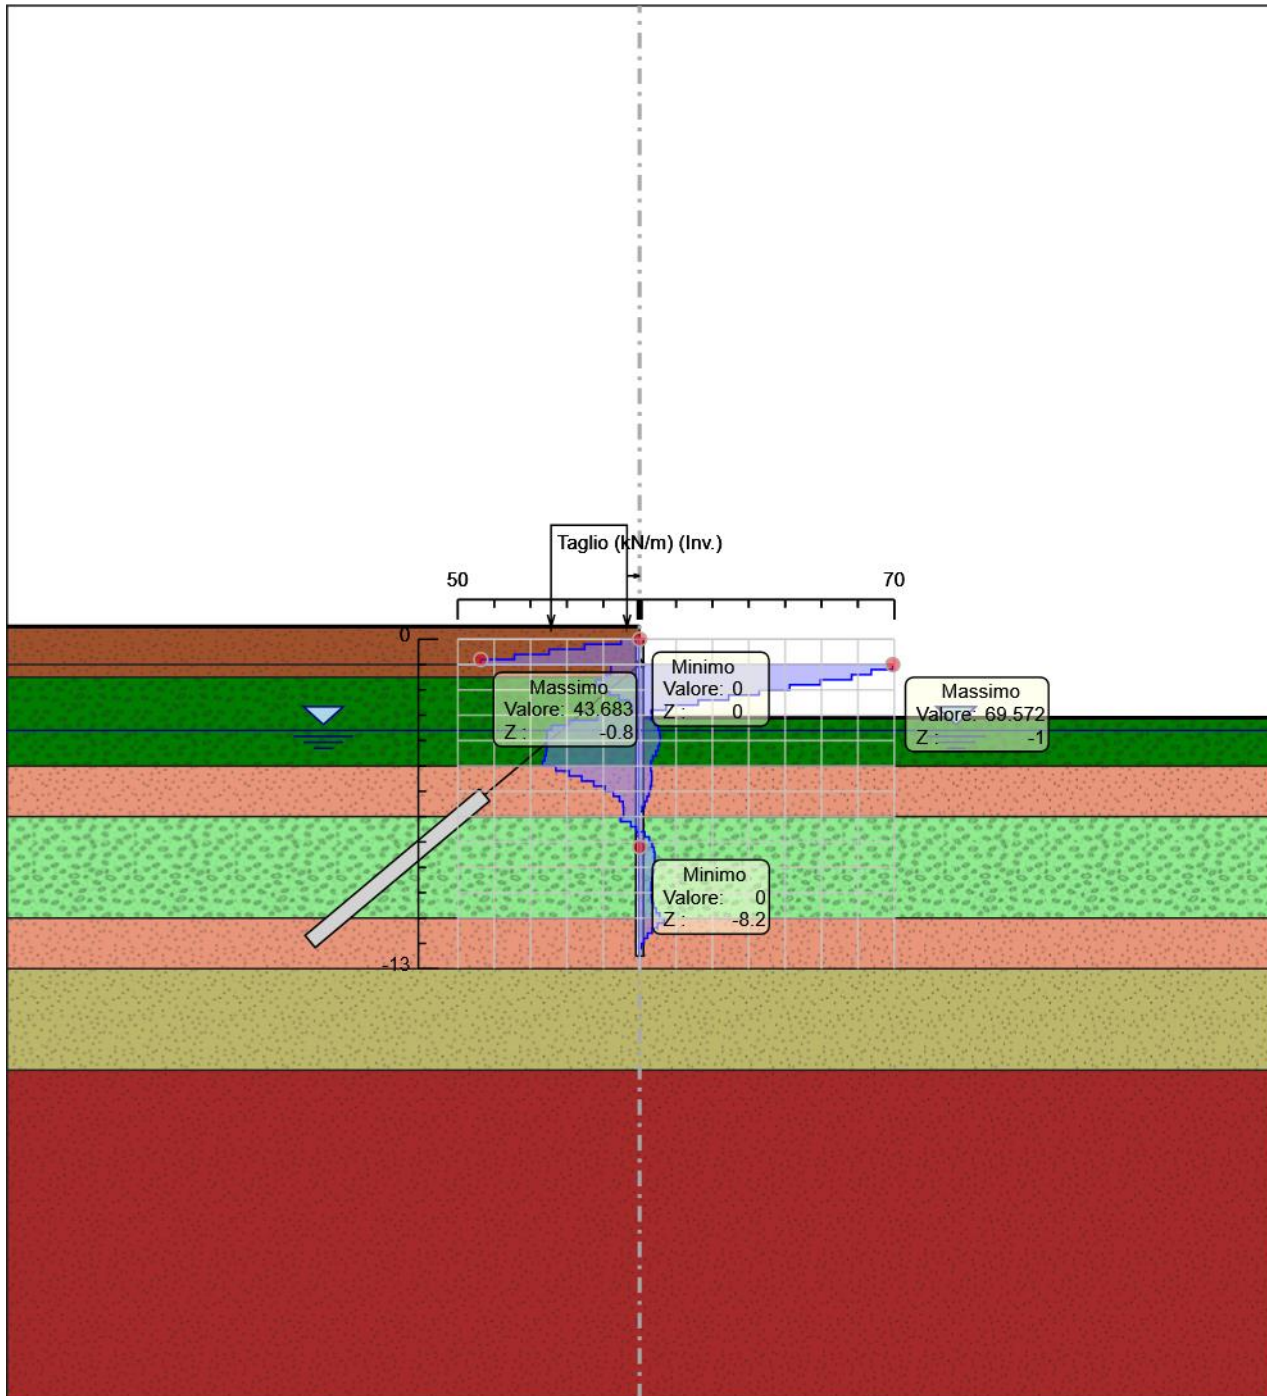 Taglio (kN/m) (Inv.)
50
70
0
Minimo
Valore: 0
Z : 0
Massimo
Valore: 43.683
Z : -0.8
Massimo
Valore: 69.572
Z : -1
Minimo
Valore: 0
Z : -8.2
-13